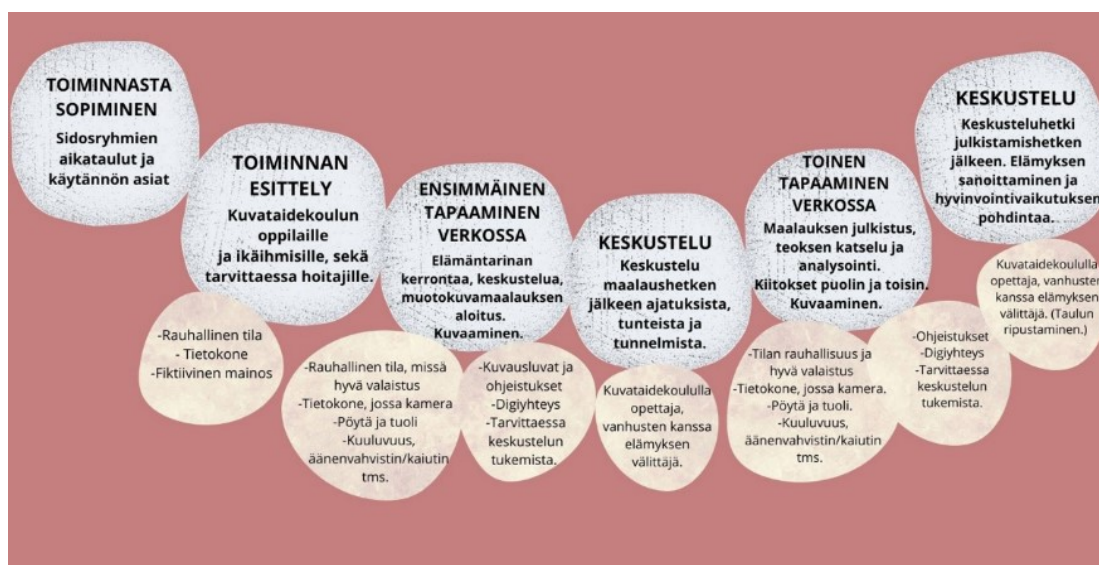 TOIMINNASTA
SOPIMINEN
Sidosryhmien
aikataulut ja
käytännön asiat
TOIMINNAN
ESITTELY
Kuvataidekoulun
oppilaille
ja ikäihmisille, sekä
tarvittaessa hoitajille.
-Rauhallinen tila
- Tietokone
-Fiktiivinen mainos
ENSIMMÄINEN
TAPAAMINEN
VERKOSSA
Elämäntarinan
kerrontaa, keskustelua,
muotokuvamaalauksen
aloitus.
Kuvaaminen.
-Rauhallinen tila, missä
hyvä valaistus
-Tietokone, jossa kamera
-Pöytä ja tuoli
-Kuuluvuus,
äänenvahvistin/kaiutin
tms.
-Kuvausluvat ja
ohjeistukset
-Digiyhteys
-Tarvittaessa
keskustelun
tukemista.
KESKUSTELU
Keskustelu
maalaushetken
jälkeen ajatuksista,
tunteista ja
tunnelmista.
Kuvataidekoululla
opettaja,
vanhusten kanssa
elämyksen
välittäjä.
TOINEN
TAPAAMINEN
VERKOSSA
Maalauksen julkistus,
teoksen katselu ja
analysointi.
Kiitokset puolin ja toisin.
Kuvaaminen.
-Tilan rauhallisuus ja
hyvä valaistus
-Tietokone, jossa kamera.
-Pöytä ja tuoli.
-Kuuluvuus,
äänenvahvistin/kaiutin
tms.
-Ohjeistukset
-Digiyhteys
-Tarvittaessa
keskustelun
tukemista.
KESKUSTELU
Keskusteluhetki
julkistamishetken
jälkeen. Elämyksen
sanoittaminen ja
hyvinvointivaikutuksen
pohdintaa.
Kuvataidekoululla
opettaja, vanhusten
kanssa elämyksen
välittäjä. (Taulun
ripustaminen.)